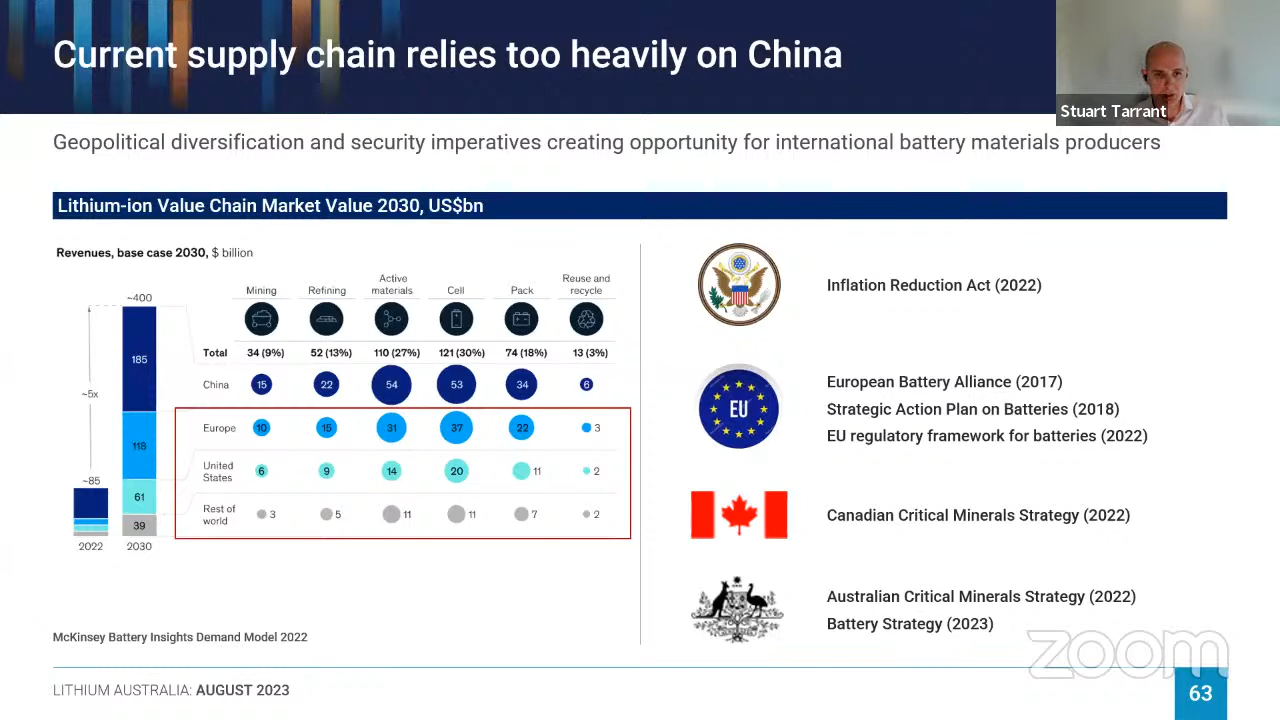 Current supply chain relies too heavily on China
Stuart Tarrant
Geopolitical diversification and security imperatives creating opportunity for international battery materials producers
Lithium-ion Value Chain Market Value 2030, US$bn
Revenues, base case 2030, $ billion
~400
185
118
61
39
~5x
~85
2022 2030
Mining Refining Active materials Cell Pack Reuse and recycle
Total 34 (9%) 52 (13%) 110 (27%) 121 (30%) 74 (18%) 13 (3%)
China 15 22 54 53 34 6
Europe 10 15 31 37 22 3
United States 6 9 14 20 11 2
Rest of world 3 5 11 11 7 2
McKinsey Battery Insights Demand Model 2022
Inflation Reduction Act (2022)
EU
European Battery Alliance (2017)
Strategic Action Plan on Batteries (2018)
EU regulatory framework for batteries (2022)
Canadian Critical Minerals Strategy (2022)
Australian Critical Minerals Strategy (2022)
Battery Strategy (2023)
zoom
LITHIUM AUSTRALIA: AUGUST 2023
63